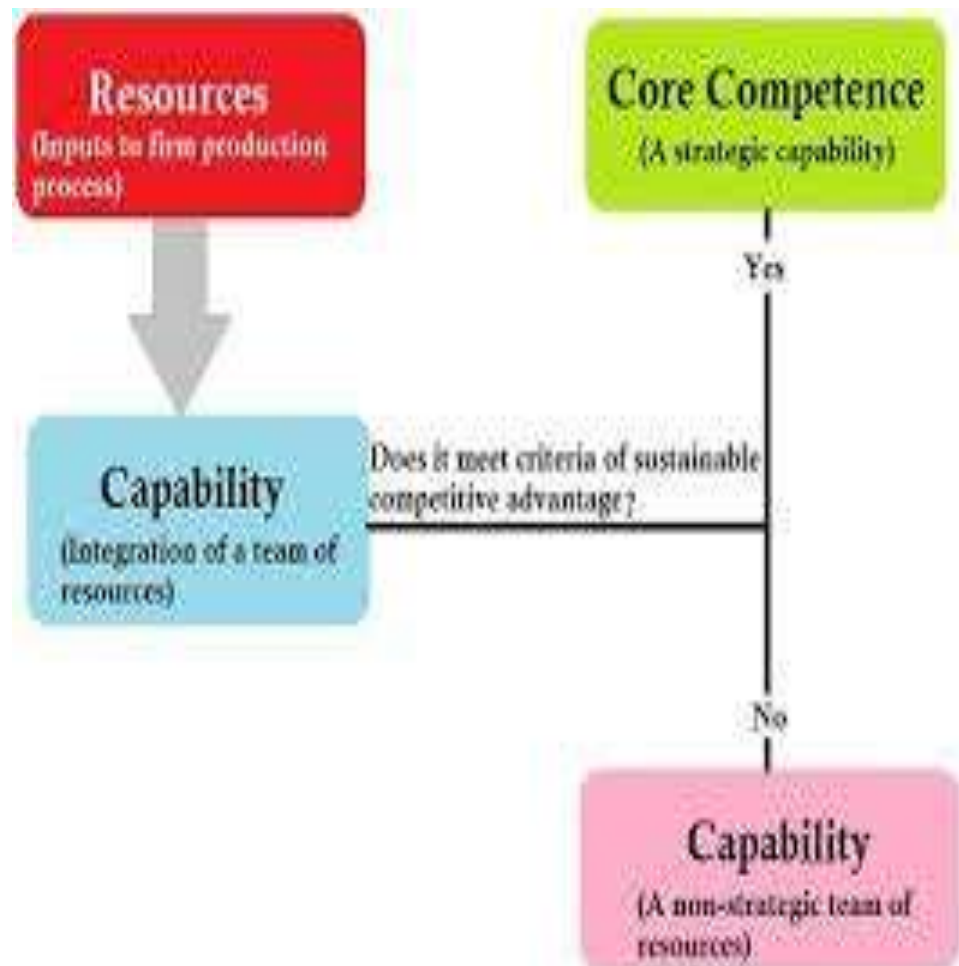 Resources
(Inputs to firm production
process)
Core Competence
(A strategic capability)
Yes
Capability
(Integration of a team of
resources)
Does it meet criteria of sustainable
competitive advantage?
No
Capability
(A non-strategic team of
resources)